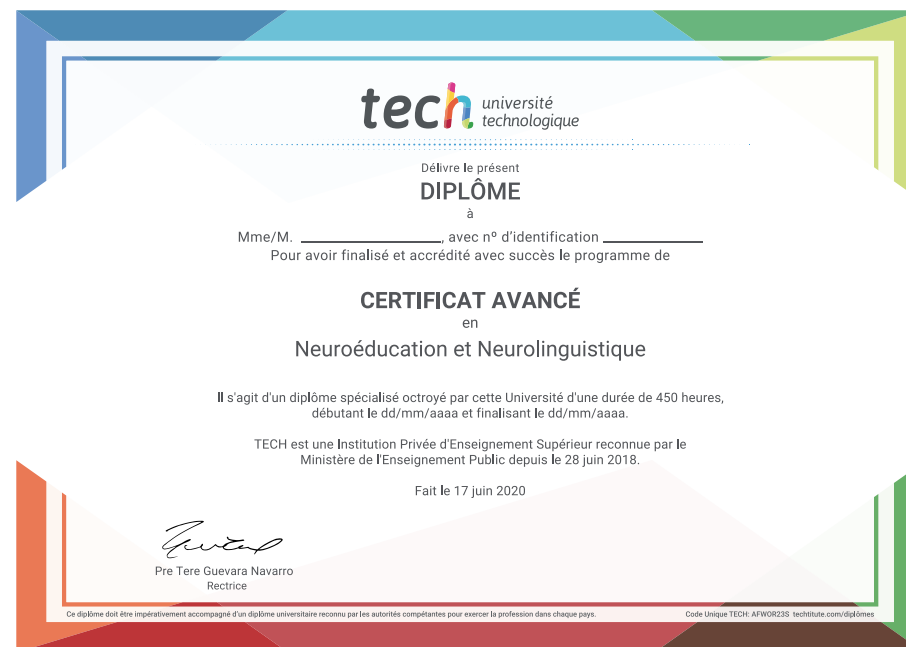 tech université
technologique
Délivre le présent
DIPLÔME
à
Mme/M. ____________________, avec nº d'identification ______________
Pour avoir finalisé et accrédité avec succès le programme de
CERTIFICAT AVANCÉ
en
Neuroéducation et Neurolinguistique
Il s'agit d'un diplôme spécialisé octroyé par cette Université d'une durée de 450 heures,
débutant le dd/mm/aaaa et finalisant le dd/mm/aaaa.
TECH est une Institution Privée d'Enseignement Supérieur reconnue par le
Ministère de l'Enseignement Public depuis le 28 juin 2018.
Fait le 17 juin 2020
Pre Tere Guevara Navarro
Rectrice
Ce diplôme doit être impérativement accompagné d'un diplôme universitaire reconnu par les autorités compétantes pour exercer la profession dans chaque pays.
Code Unique TECH: AFWOR23S techtitute.com/diplômes